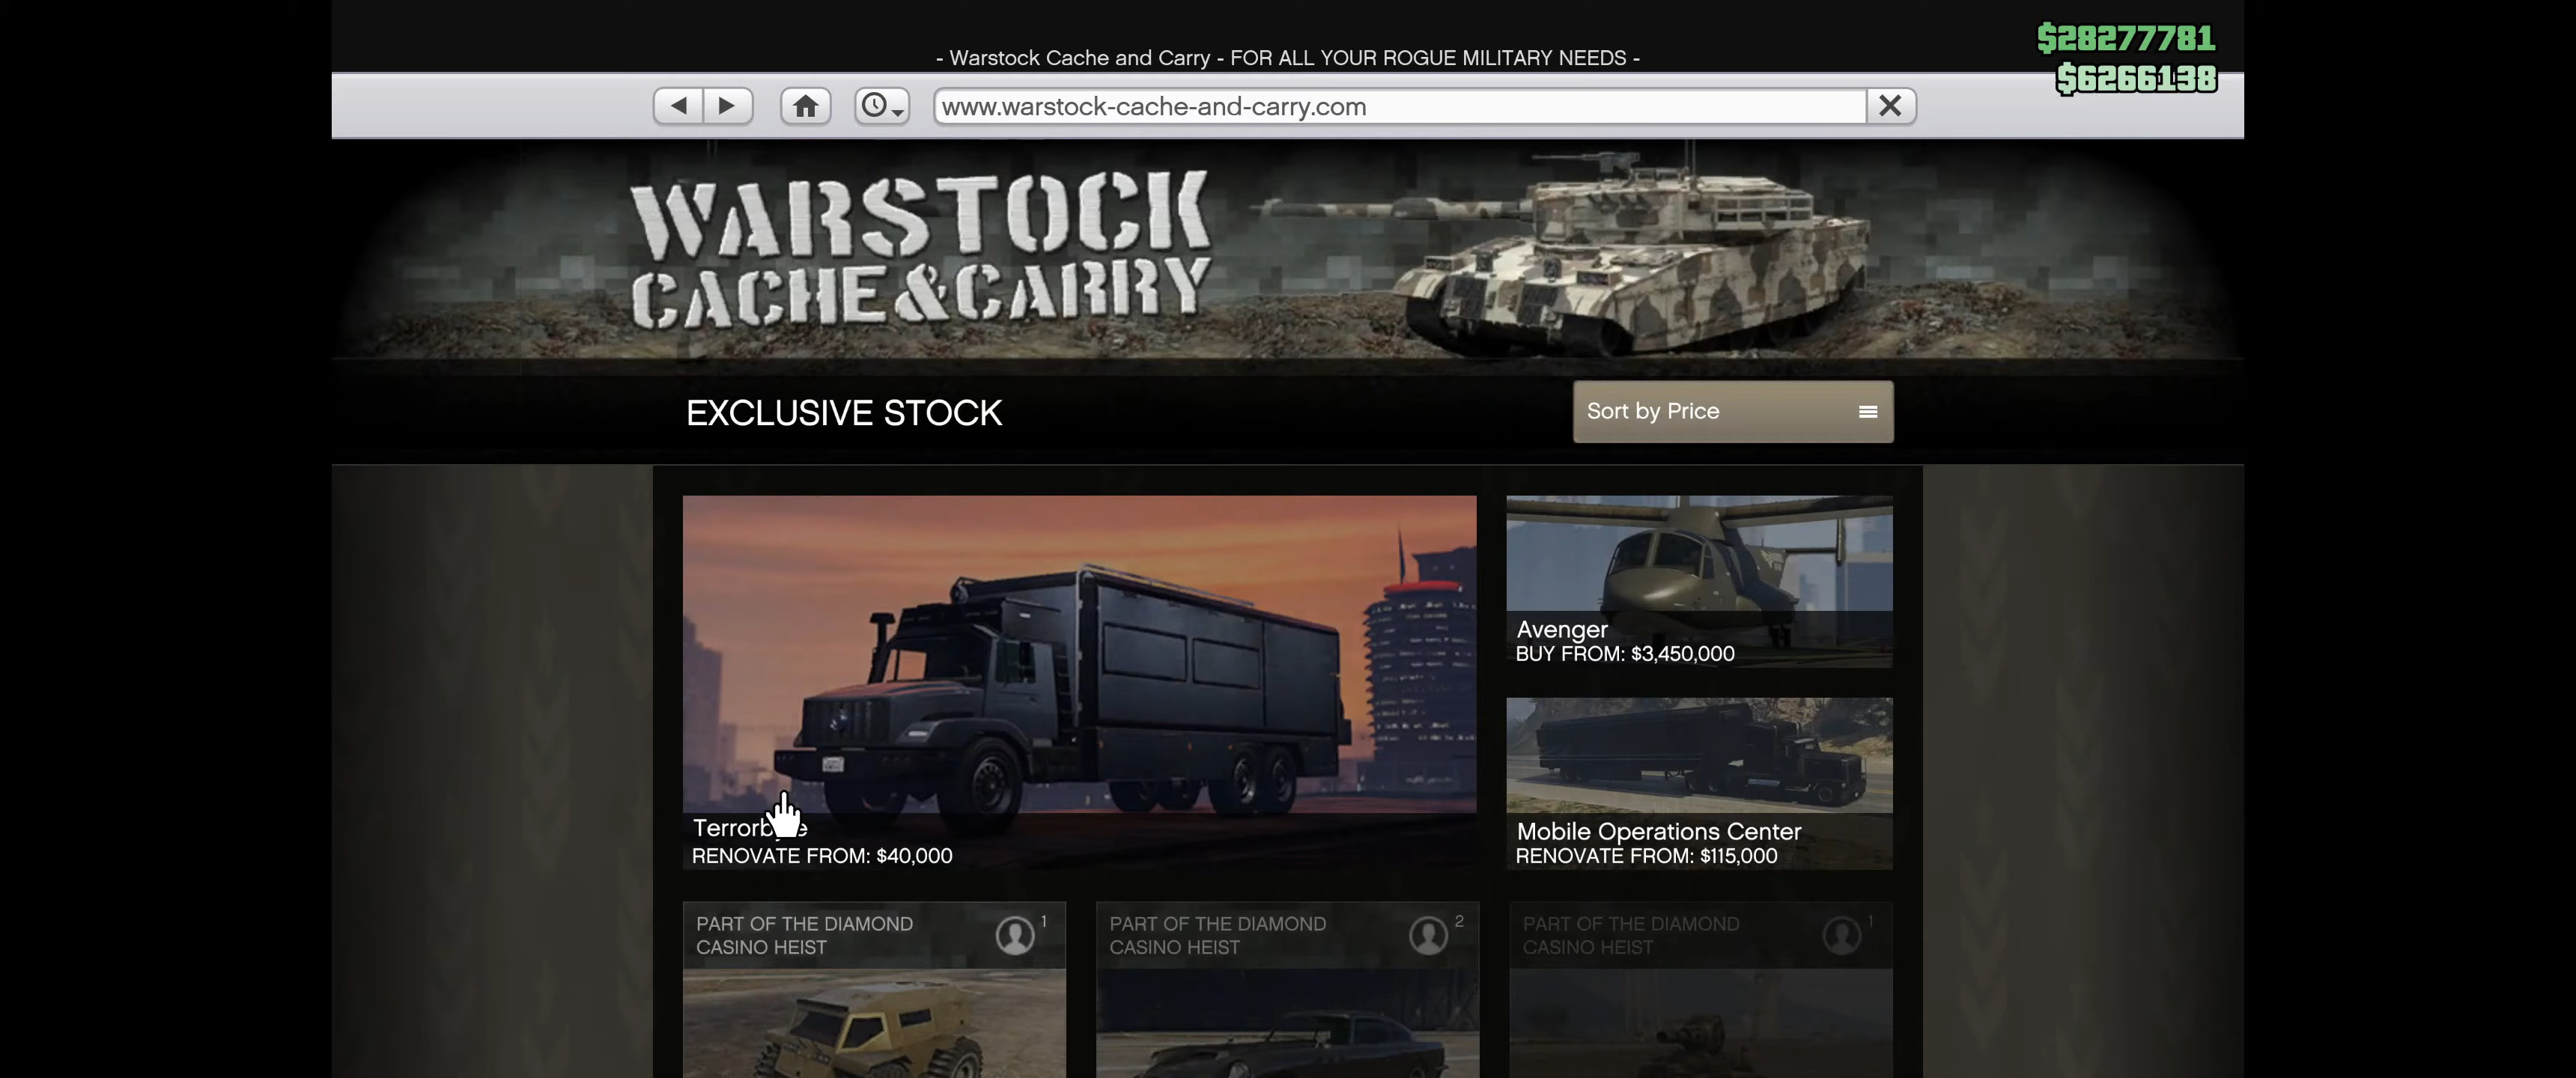 $28277781
- Warstock Cache and Carry - FOR ALL YOUR ROGUE MILITARY NEEDS -
$6266138
www.warstock-cache-and-carry.com
WARSTOCK
CACHE & CARRY
EXCLUSIVE STOCK
Sort by Price
Avenger
BUY FROM: $3,450,000
Terrorbyte
RENOVATE FROM: $40,000
Mobile Operations Center
RENOVATE FROM: $115,000
PART OF THE DIAMOND
CASINO HEIST
1
PART OF THE DIAMOND
CASINO HEIST
2
PART OF THE DIAMOND
CASINO HEIST
1